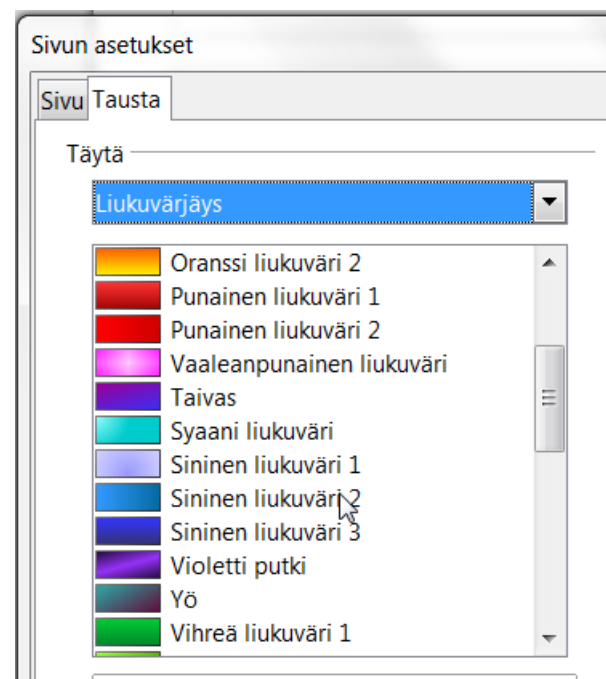 Sivun asetukset
Sivu Tausta
Täytä
Liukuvärjäys
Oranssi liukuväri 2
Punainen liukuväri 1
Punainen liukuväri 2
Vaaleanpunainen liukuväri
Taivas
Syaani liukuväri
Sininen liukuväri 1
Sininen liukuväri 2
Sininen liukuväri 3
Violetti putki
Yö
Vihreä liukuväri 1